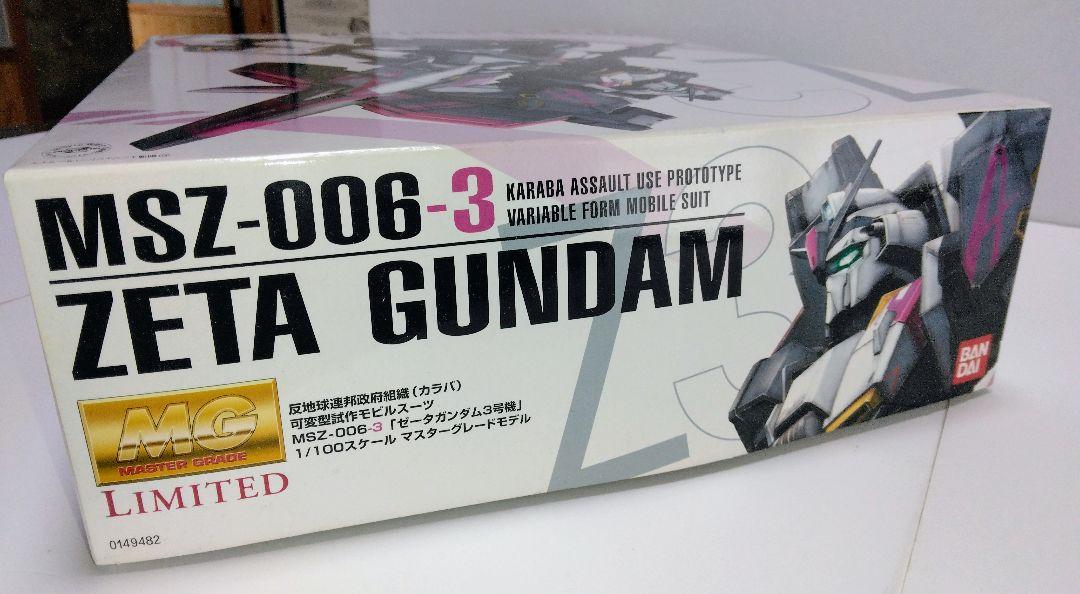 MSZ-006-3
KARABA ASSAULT USE PROTOTYPE
VARIABLE FORM MOBILE SUIT
ZETA GUNDAM
MG
MASTER GRADE
LIMITED
反地球連邦政府組織(カラバ)
可変型試作モビルスーツ
MSZ-006-3「ゼータガンダム3号機」
1/100スケール マスターグレードモデル
0149482
BAN
DAI